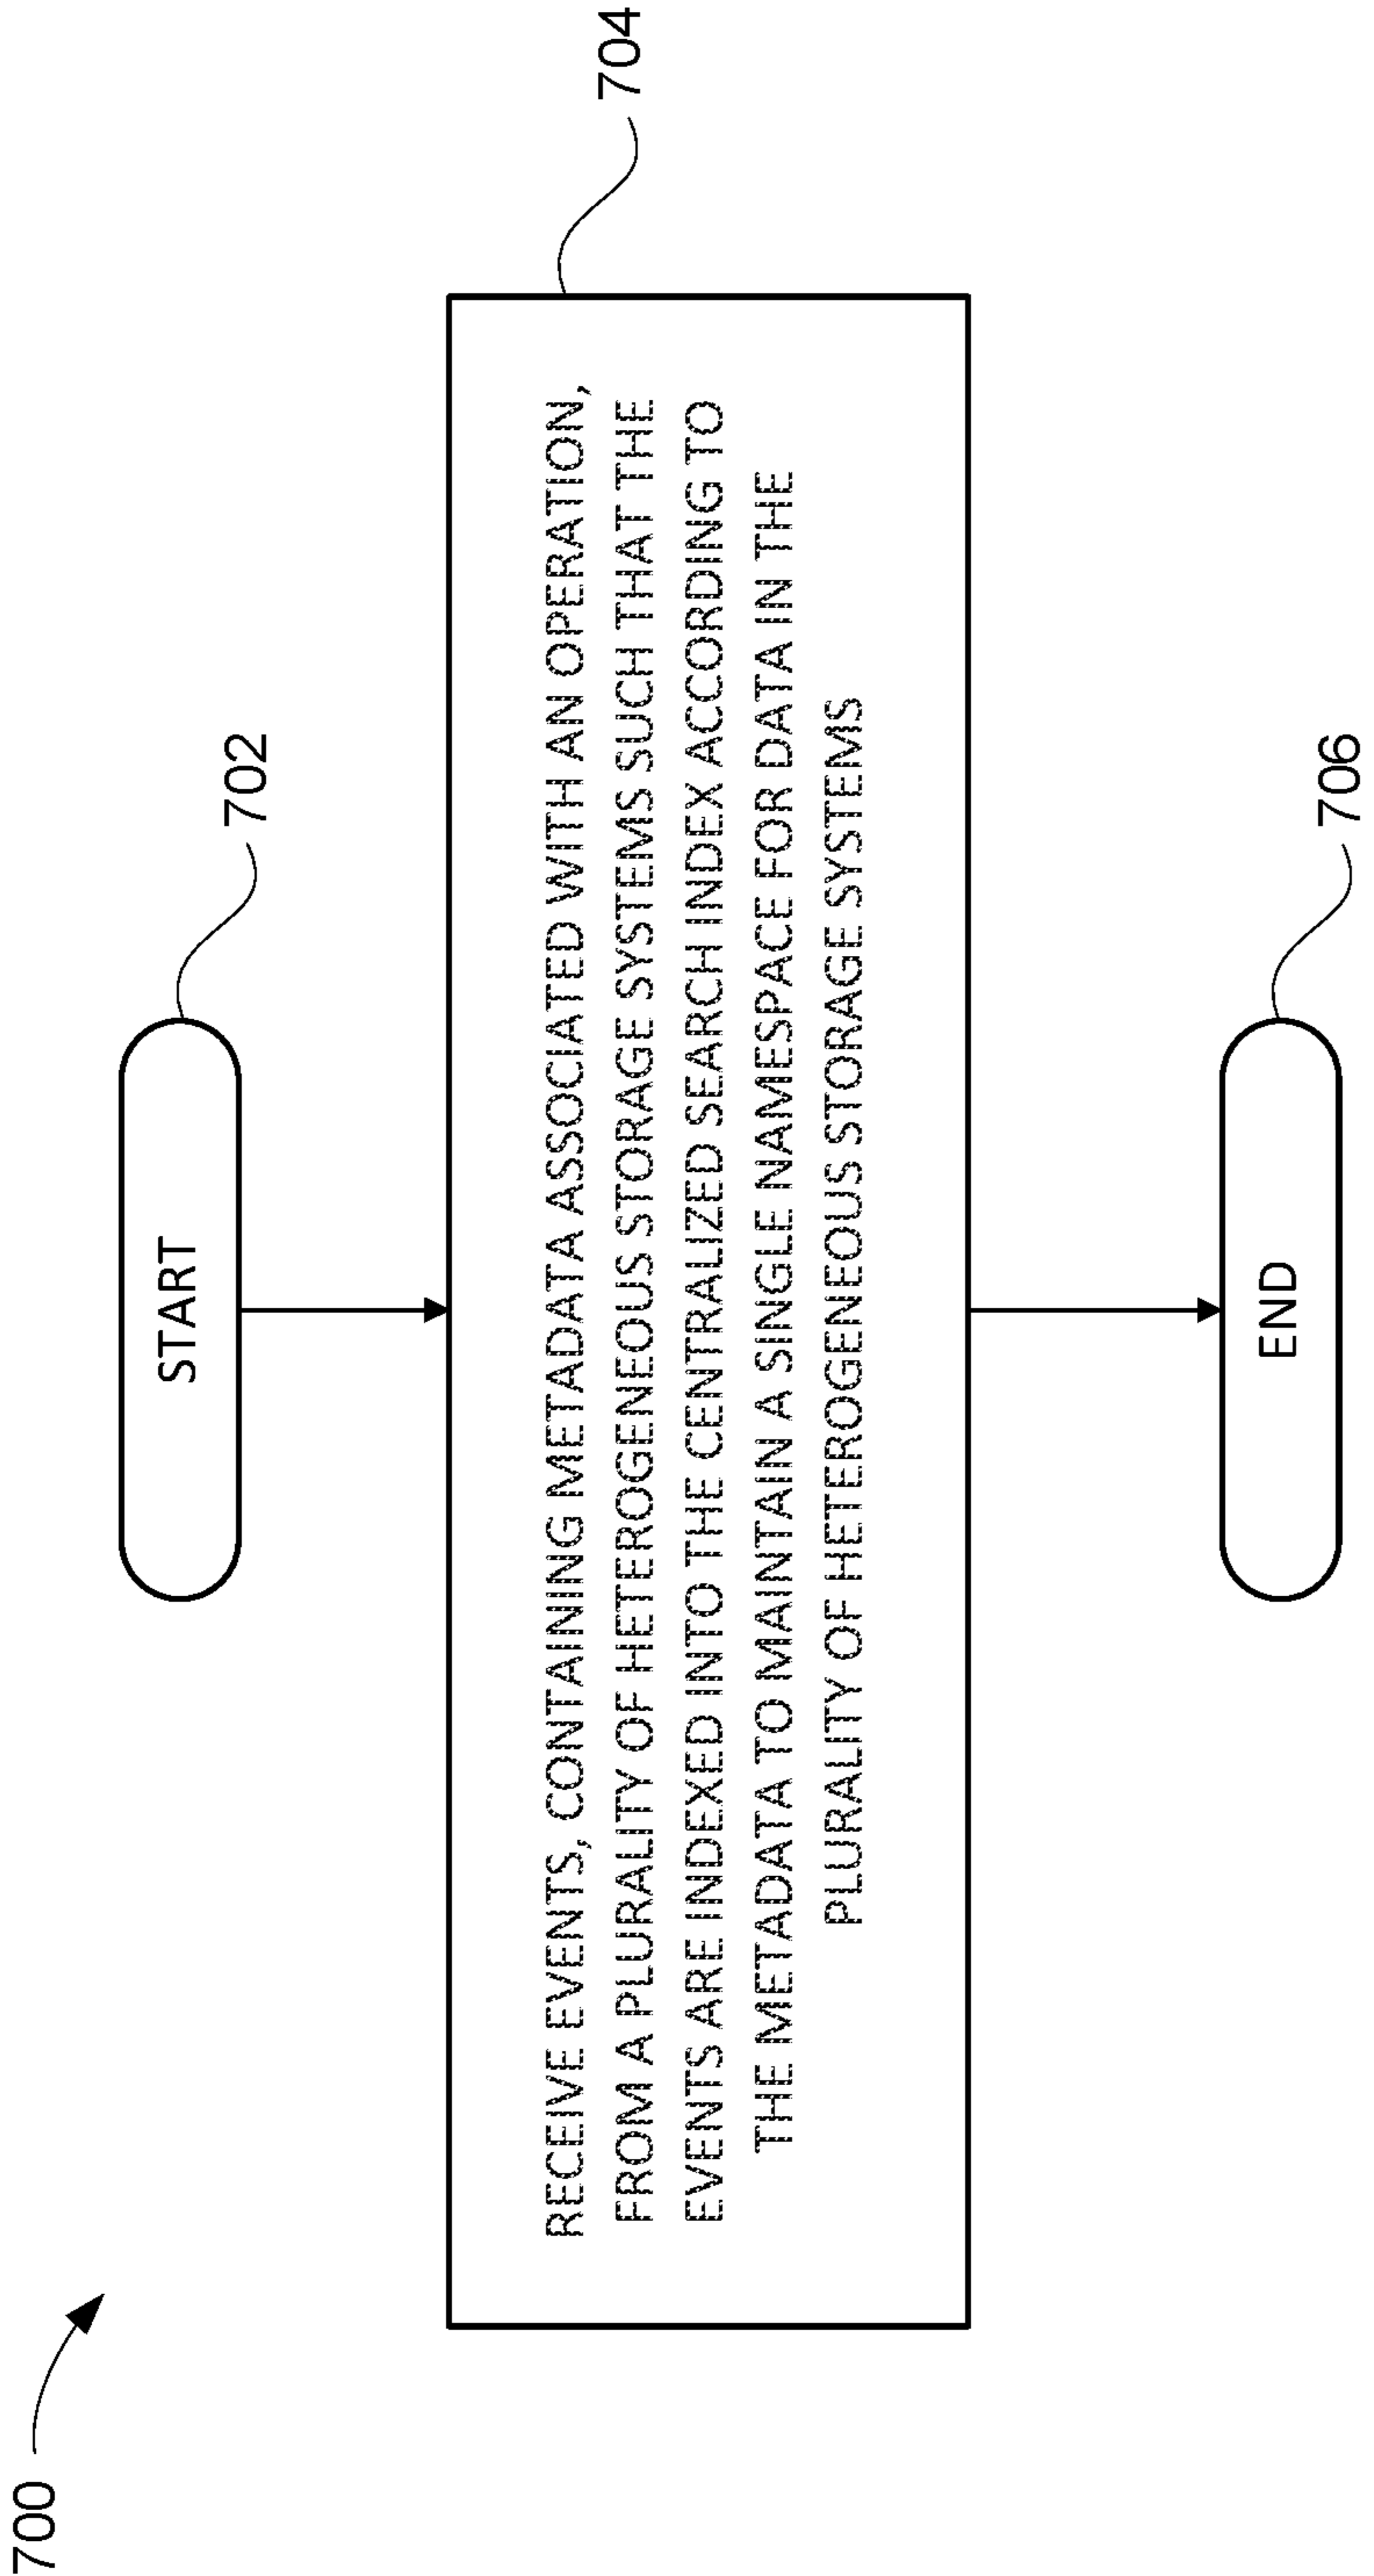 700
START
702
RECEIVE EVENTS, CONTAINING METADATA ASSOCIATED WITH AN OPERATION,
FROM A PLURALITY OF HETEROGENEOUS STORAGE SYSTEMS SUCH THAT THE
EVENTS ARE INDEXED INTO THE CENTRALIZED SEARCH INDEX ACCORDING TO
THE METADATA TO MAINTAIN A SINGLE NAMESPACE FOR DATA IN THE
PLURALITY OF HETEROGENEOUS STORAGE SYSTEMS
704
END
706